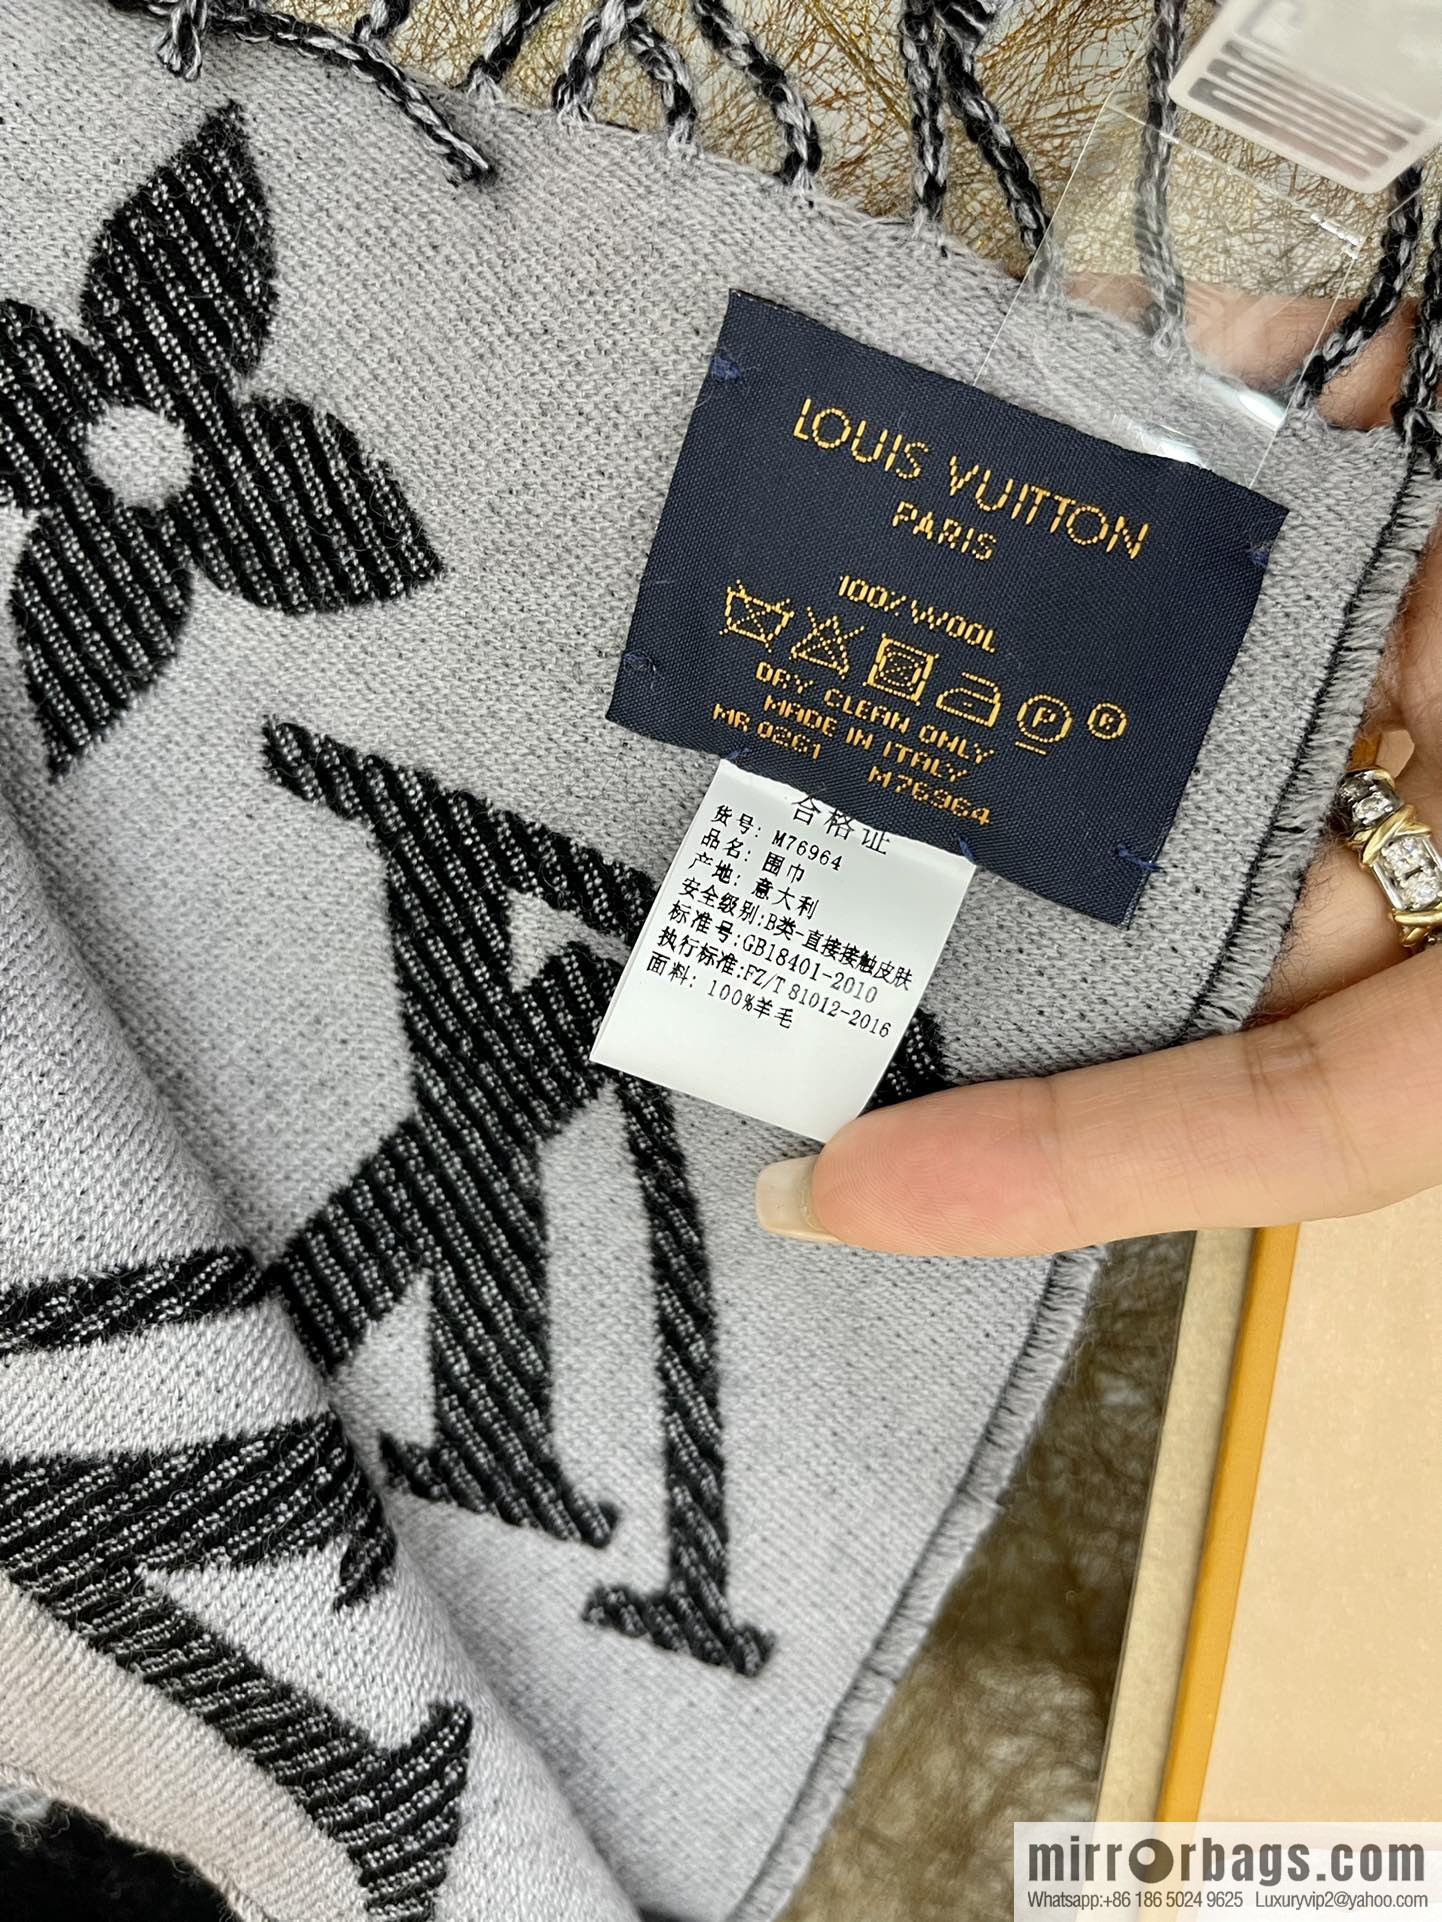 LOUIS VUITTON
PARIS
100/WOOL
P R
DRY CLEAN ONLY
MADE IN ITALY
MR 0261 M76964
合格证
货号: M76964
品名: 围巾
产地: 意大利
安全级别:B类-直接接触皮肤
标准号:GB18401-2010
执行标准:FZ/T 81012-2016
面料: 100%羊毛
mirrorbags.com
Whatsapp:+86 186 5024 9625 Luxuryvip2@yahoo.com